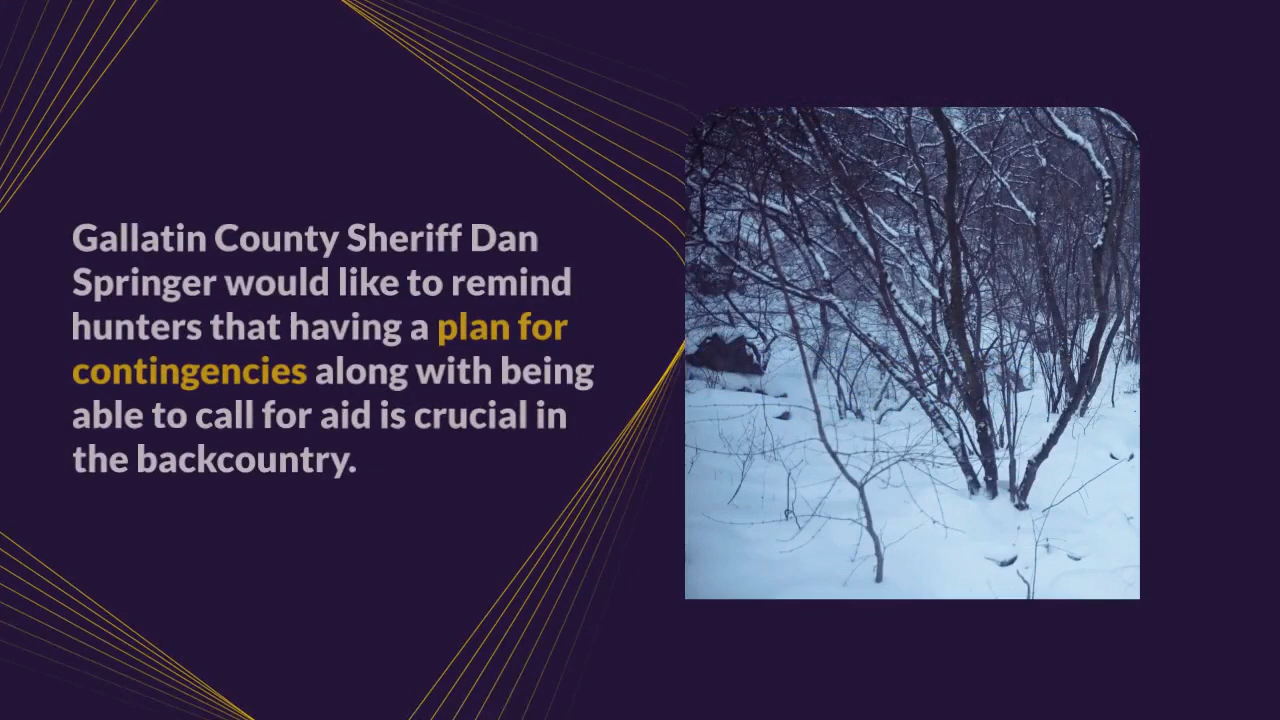 Gallatin County Sheriff Dan
Springer would like to remind
hunters that having a plan for
contingencies along with being
able to call for aid is crucial in
the backcountry.